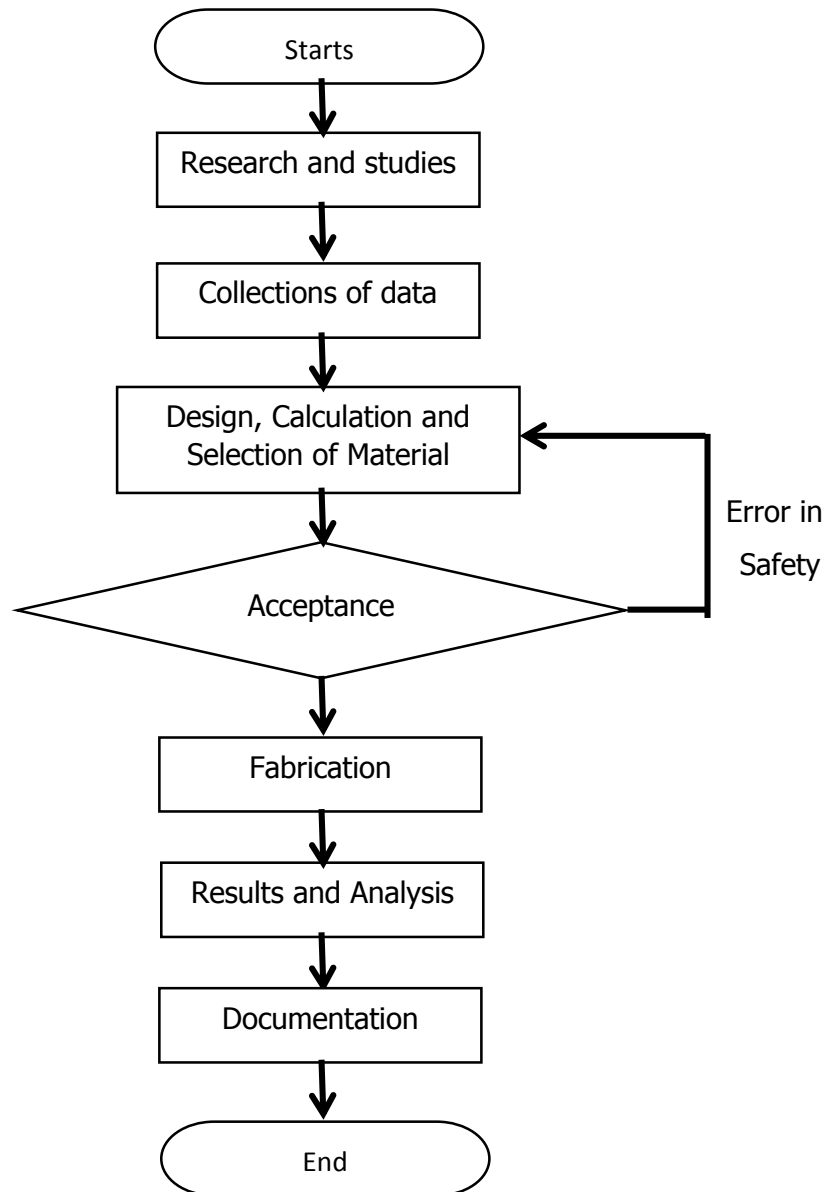 Starts
Research and studies
Collections of data
Design, Calculation and
Selection of Material
Error in
Safety
Acceptance
Fabrication
Results and Analysis
Documentation
End